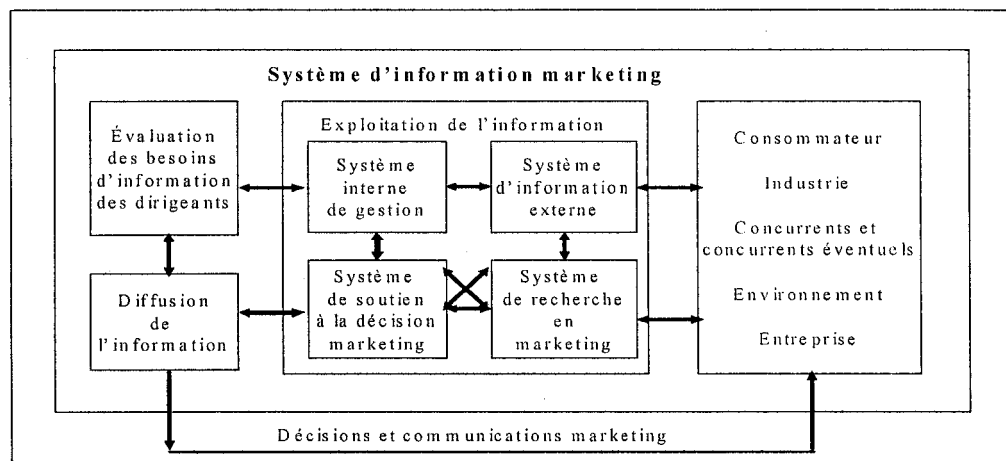 Système d'information marketing
Évaluation
des besoins
d'information
des dirigeants
Diffusion
de
l'information
Exploitation de l'information
Système
interne
de gestion
Système
d'information
externe
Système
de soutien
à la décision
marketing
Système
de recherche
en
marketing
Consommateur
Industrie
Concurrents et
concurrents éventuels
Environnement
Entreprise
Décisions et communications marketing